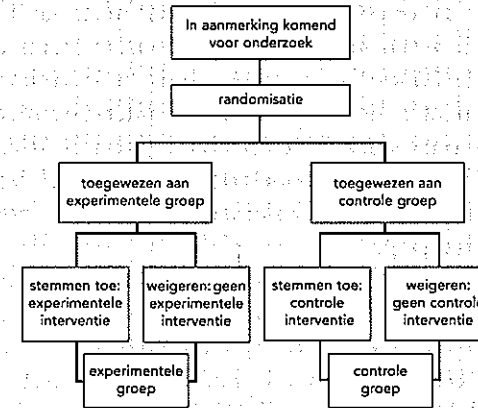 In aanmerking komend
voor onderzoek
randomisatie
toegewezen aan
experimentele groep
toegewezen aan
controle groep
stemmen toe:
experimentele
interventie
weigeren: geen
experimentele
interventie
stemmen toe:
controle
interventie
weigeren:
geen controle
interventie
experimentele
groep
controle
groep